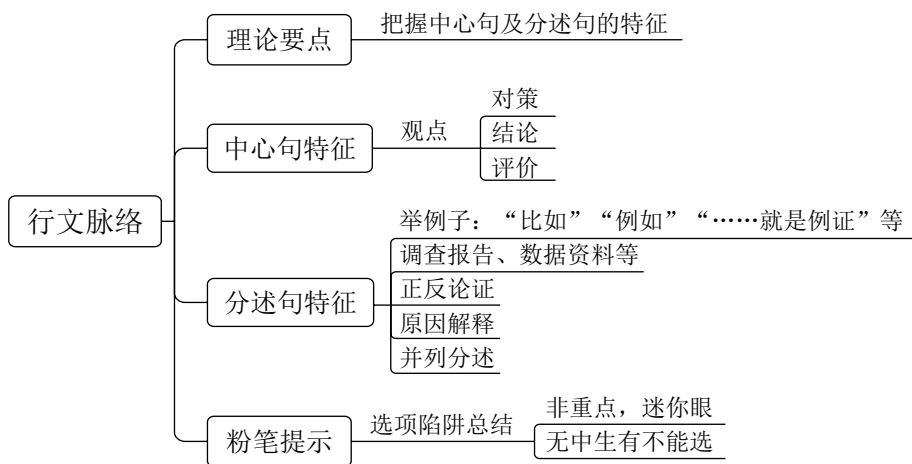 行文脉络
理论要点
把握中心句及分述句的特征
中心句特征
观点
对策
结论
评价
分述句特征
举例子：“比如”“例如”“……就是例证”等
调查报告、数据资料等
正反论证
原因解释
并列分述
粉笔提示
选项陷阱总结
非重点，迷你眼
无中生有不能选